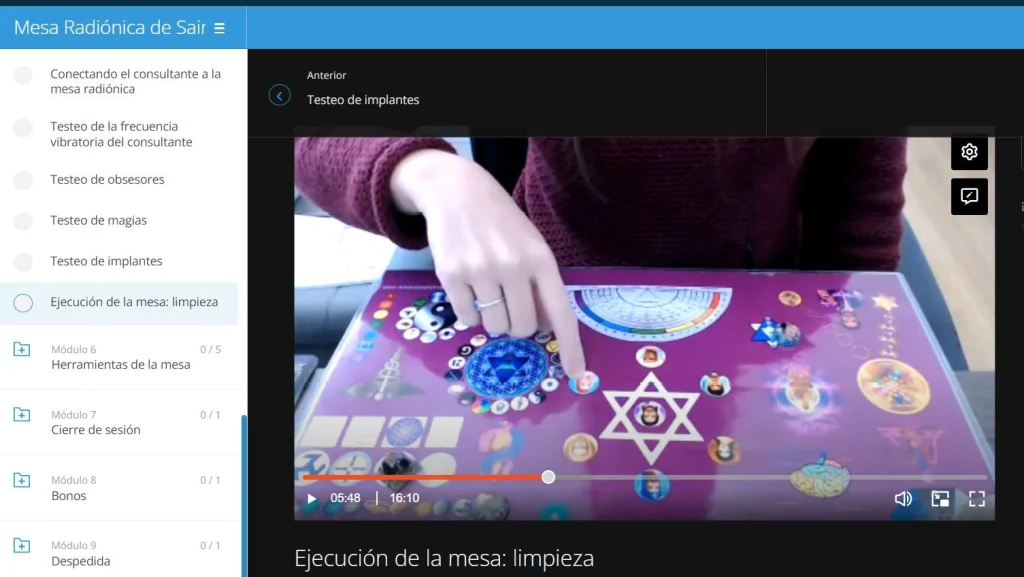 Mesa Radiónica de Sair
Conectando el consultante a la
mesa radiónica
Testeo de la frecuencia
vibratoria del consultante
Testeo de obsesores
Testeo de magias
Testeo de implantes
Ejecución de la mesa: limpieza
Módulo 6 0 / 5
Herramientas de la mesa
Módulo 7 0 / 1
Cierre de sesión
Módulo 8 0 / 1
Bonos
Módulo 9 0 / 1
Despedida
Anterior
Testeo de implantes
05:48 | 16:10
Ejecución de la mesa: limpieza